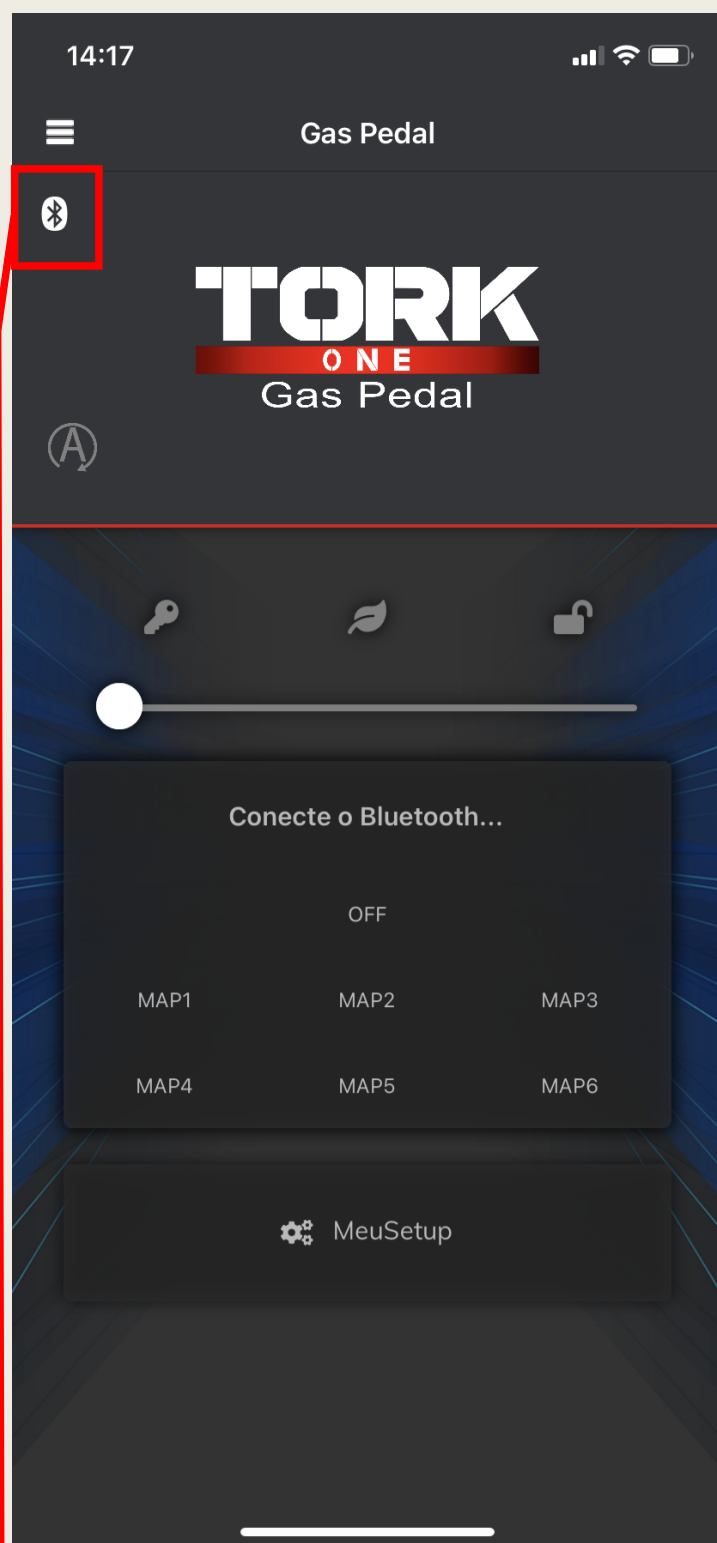 14:17
Gas Pedal
TORK
ONE
Gas Pedal
A
Conecte o Bluetooth...
OFF
MAP1 MAP2 MAP3
MAP4 MAP5 MAP6
MeuSetup